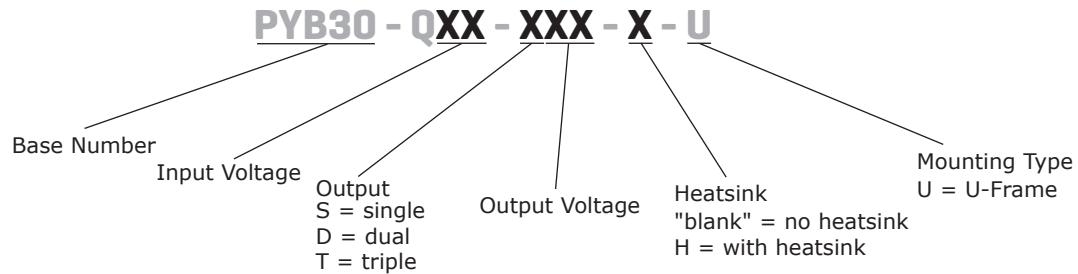 PYB30 - QXX - XXX - X - U
Base Number
Input Voltage
Output
S = single
D = dual
T = triple
Output Voltage
Heatsink
"blank" = no heatsink
H = with heatsink
Mounting Type
U = U-Frame